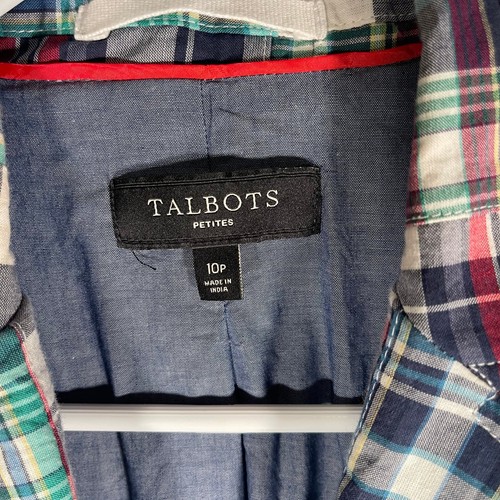 TALBOTS
PETITES
10P
MADE IN
INDIA